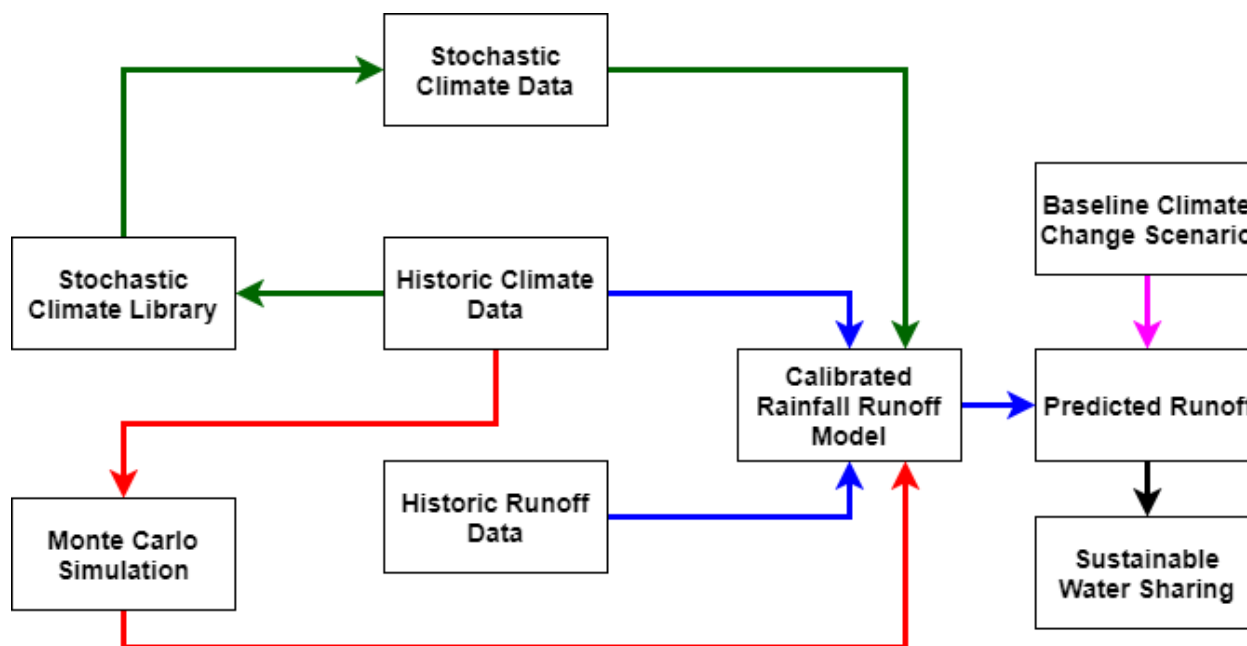 Stochastic
Climate Data
Baseline Climate
Change Scenario
Stochastic
Climate Library
Historic Climate
Data
Calibrated
Rainfall Runoff
Model
Predicted Runoff
Historic Runoff
Data
Monte Carlo
Simulation
Sustainable
Water Sharing